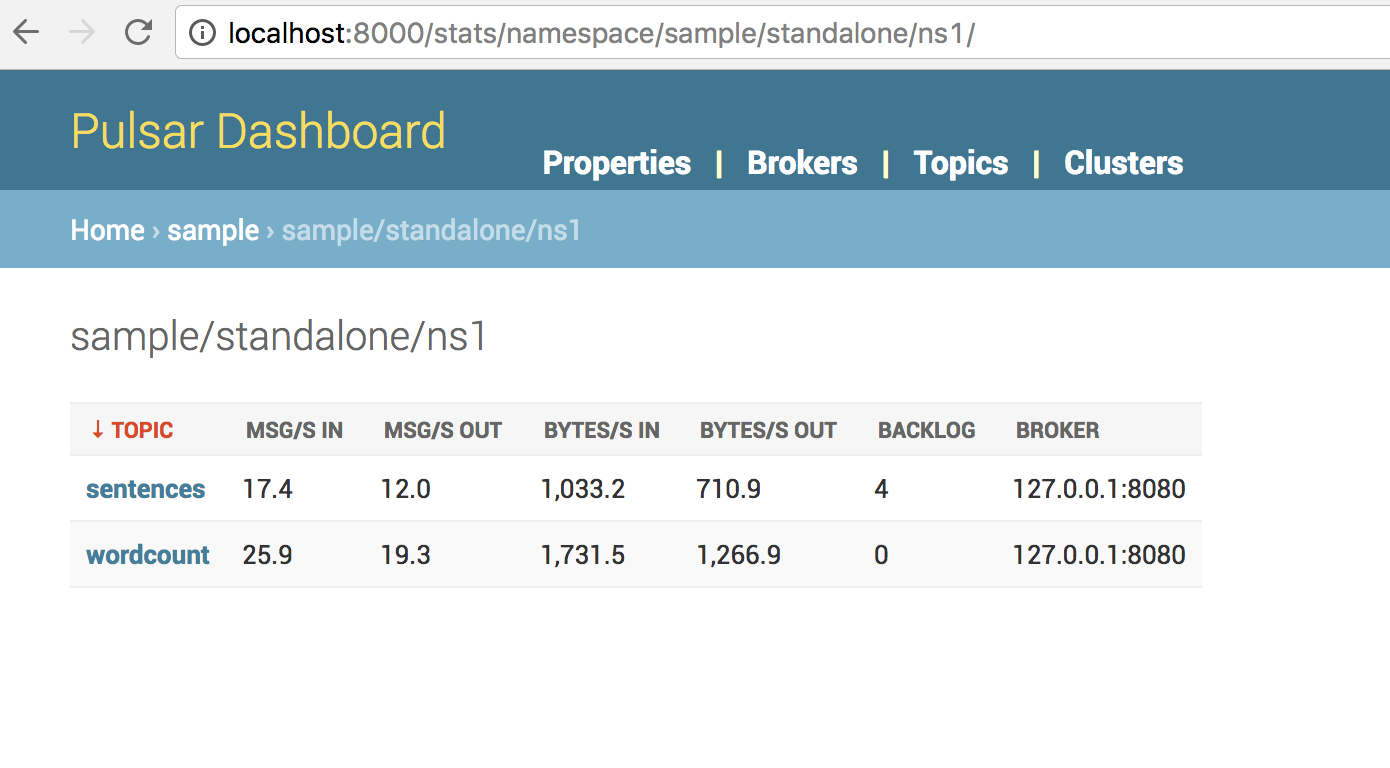 localhost:8000/stats/namespace/sample/standalone/ns1/
Pulsar Dashboard
Properties | Brokers | Topics | Clusters
Home › sample › sample/standalone/ns1
sample/standalone/ns1
↓ TOPIC MSG/S IN MSG/S OUT BYTES/S IN BYTES/S OUT BACKLOG BROKER
sentences 17.4 12.0 1,033.2 710.9 4 127.0.0.1:8080
wordcount 25.9 19.3 1,731.5 1,266.9 0 127.0.0.1:8080